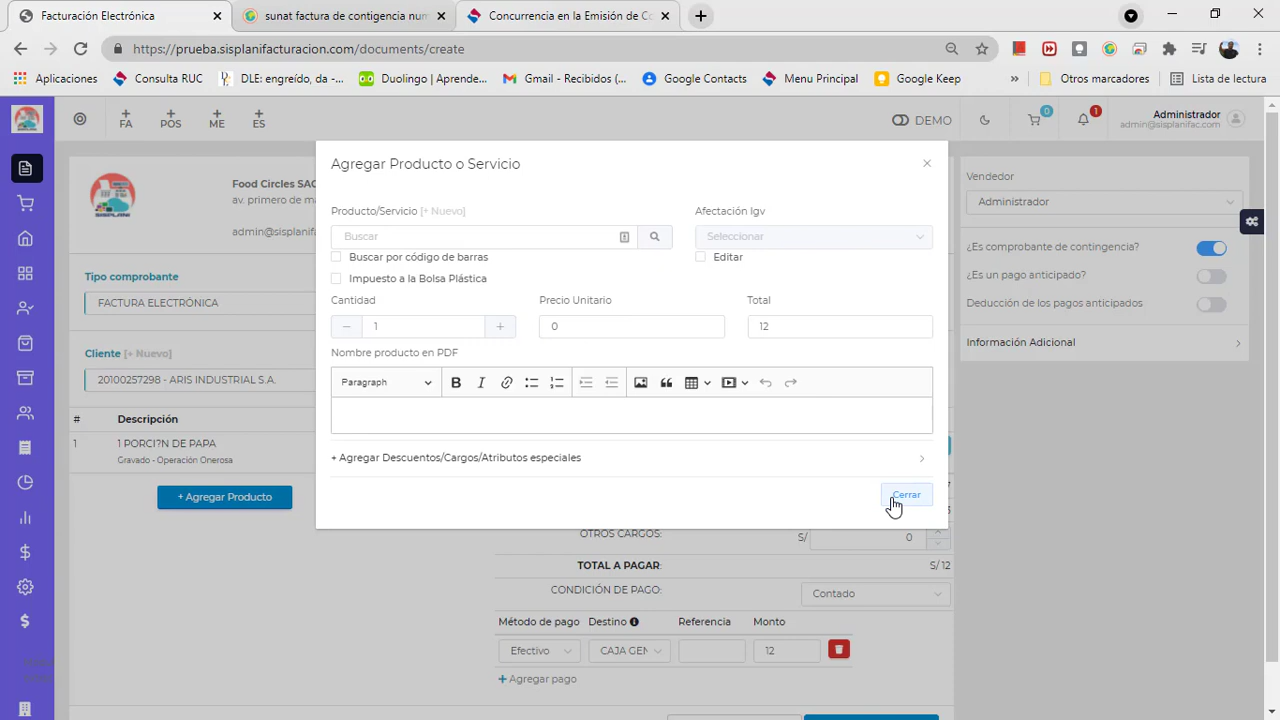 Facturación Electrónica
sunat factura de contigencia num
Concurrencia en la Emisión de Co
https://prueba.sisplanifacturacion.com/documents/create
Aplicaciones
Consulta RUC
DLE: engreído, da -...
Duolingo | Aprende...
Gmail - Recibidos (...
Google Contacts
Menu Principal
Google Keep
»
Otros marcadores
Lista de lectura
+ FA
+ POS
+ ME
+ ES
DEMO
0
1
Administrador
admin@sisplanifac.com
SISPLANI
Food Circles SAC
av. primero de ma
admin@sisplanifa
Tipo comprobante
FACTURA ELECTRÓNICA
Cliente [+ Nuevo]
20100257298 - ARIS INDUSTRIAL S.A.
# Descripción
1 1 PORCI?N DE PAPA
Gravado - Operación Onerosa
+ Agregar Producto
Agregar Producto o Servicio
Producto/Servicio [+ Nuevo]
Afectación Igv
Buscar
Seleccionar
Buscar por código de barras
Editar
Impuesto a la Bolsa Plástica
Cantidad
Precio Unitario
Total
− 1 +
0
12
Nombre producto en PDF
Paragraph
B I
+ Agregar Descuentos/Cargos/Atributos especiales
Cerrar
Vendedor
Administrador
¿Es comprobante de contingencia?
¿Es un pago anticipado?
Deducción de los pagos anticipados
Información Adicional
7
3
OTROS CARGOS: S/ 0
TOTAL A PAGAR: S/ 12
CONDICIÓN DE PAGO: Contado
Método de pago Destino Referencia Monto
Efectivo CAJA GEN 12
+ Agregar pago